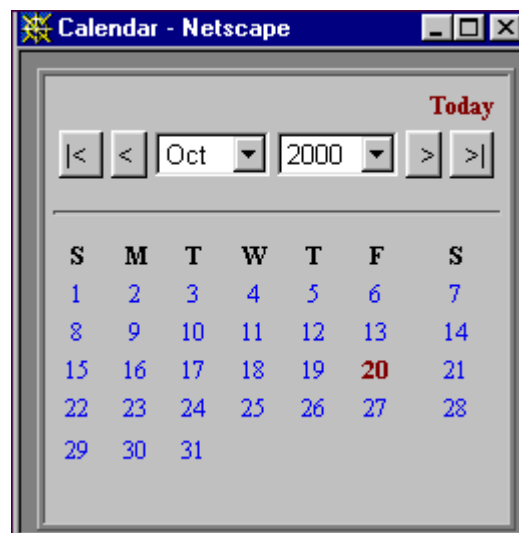 Calendar - Netscape
Today
|< < Oct 2000 > >|
S M T W T F S
1 2 3 4 5 6 7
8 9 10 11 12 13 14
15 16 17 18 19 20 21
22 23 24 25 26 27 28
29 30 31